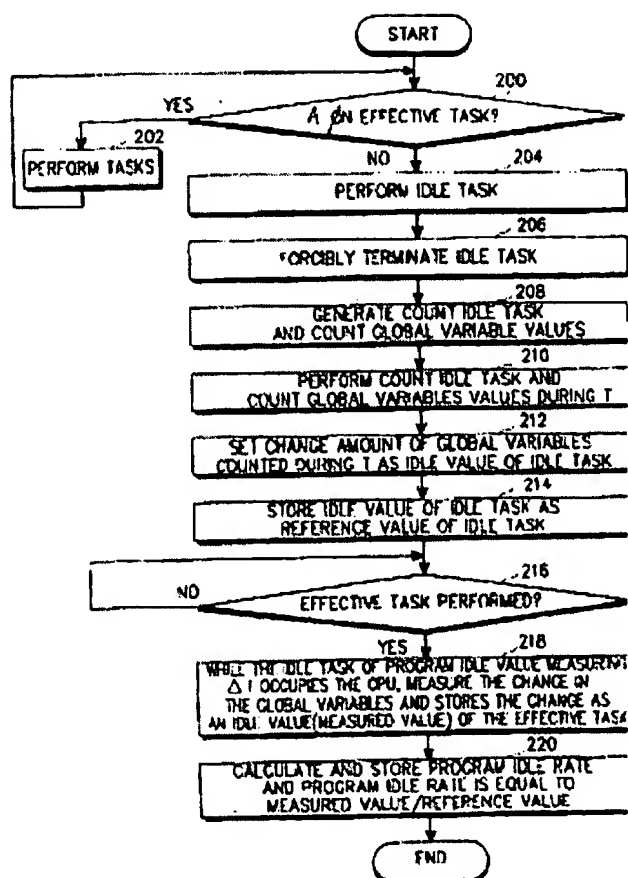 START
200
A ON EFFECTIVE TASK?
YES
202
PERFORM TASKS
NO
204
PERFORM IDLE TASK
206
FORCIBLY TERMINATE IDLE TASK
208
GENERATE COUNT IDLE TASK
AND COUNT GLOBAL VARIABLE VALUES
210
PERFORM COUNT IDLE TASK AND
COUNT GLOBAL VARIABLES VALUES DURING T
212
SET CHANGE AMOUNT OF GLOBAL VARIABLES
COUNTED DURING T AS IDLE VALUE OF IDLE TASK
214
STORE IDLE VALUE OF IDLE TASK AS
REFERENCE VALUE OF IDLE TASK
216
NO
EFFECTIVE TASK PERFORMED?
YES
218
WHILE THE IDLE TASK OF PROGRAM IDLE VALUE MEASURING
OCCUPIES THE CPU, MEASURE THE CHANGE IN
THE GLOBAL VARIABLES AND STORES THE CHANGE AS
AN IDLE VALUE(MEASURED VALUE) OF THE EFFECTIVE TASK
220
CALCULATE AND STORE PROGRAM IDLE RATE
AND PROGRAM IDLE RATE IS EQUAL TO
MEASURED VALUE/REFERENCE VALUE
END